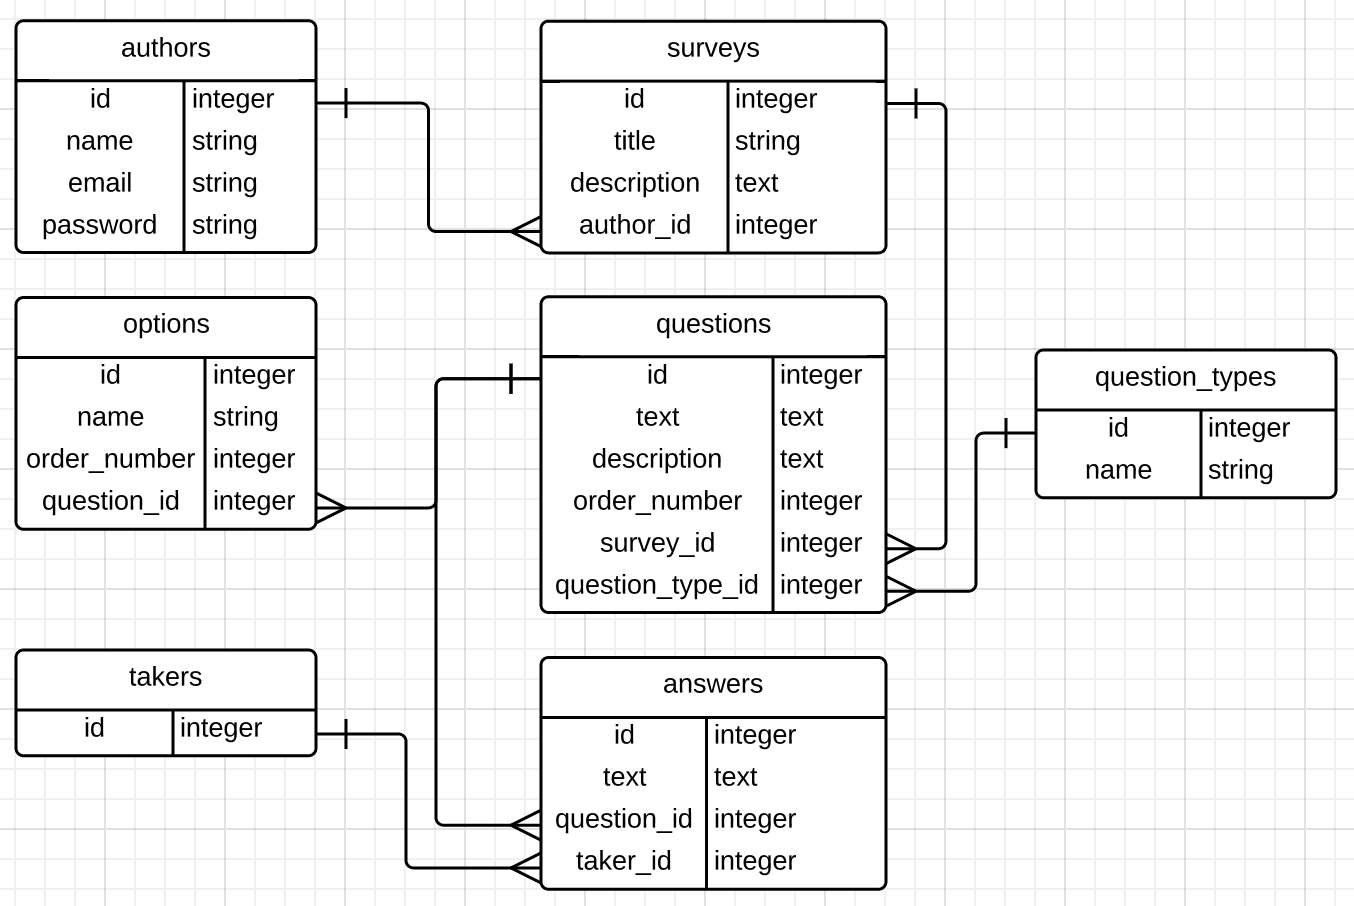 authors
id integer
name string
email string
password string
surveys
id integer
title string
description text
author_id integer
options
id integer
name string
order_number integer
question_id integer
questions
id integer
text text
description text
order_number integer
survey_id integer
question_type_id integer
question_types
id integer
name string
takers
id integer
answers
id integer
text text
question_id integer
taker_id integer